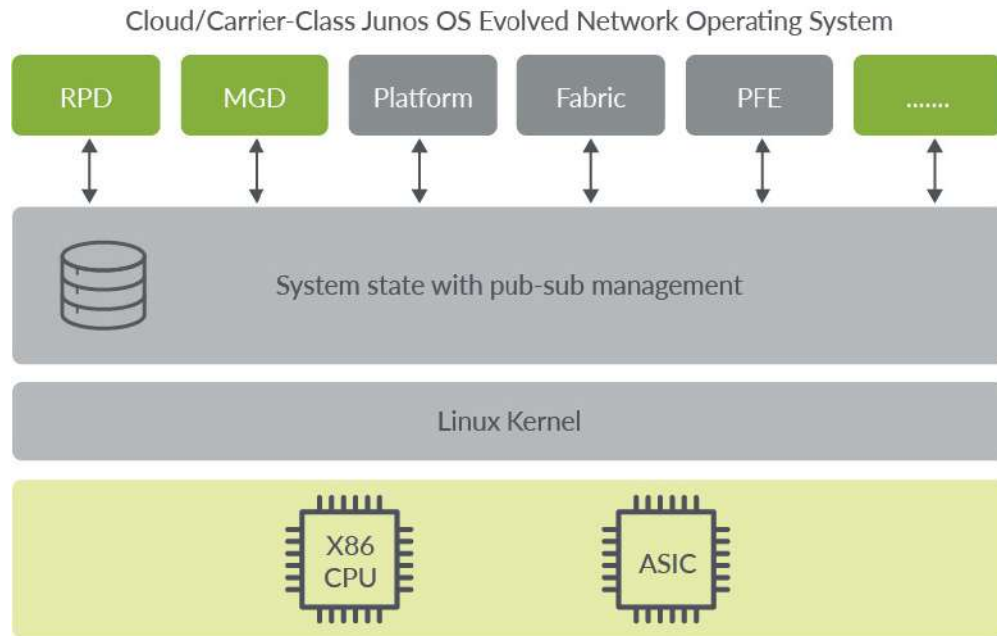 Cloud/Carrier-Class Junos OS Evolved Network Operating System
RPD
MGD
Platform
Fabric
PFE
.......
System state with pub-sub management
Linux Kernel
X86
CPU
ASIC